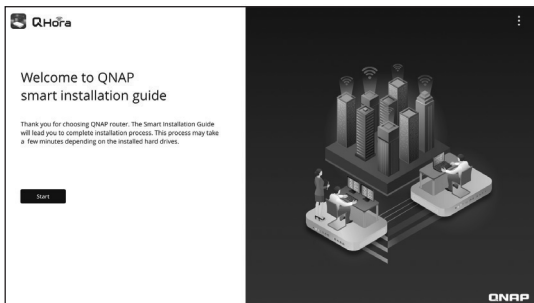 QHora
Welcome to QNAP
smart installation guide
Thank you for choosing QNAP router. The Smart Installation Guide
will lead you to complete installation process. This process may take
a few minutes depending on the installed hard drives.
Start
QNAP